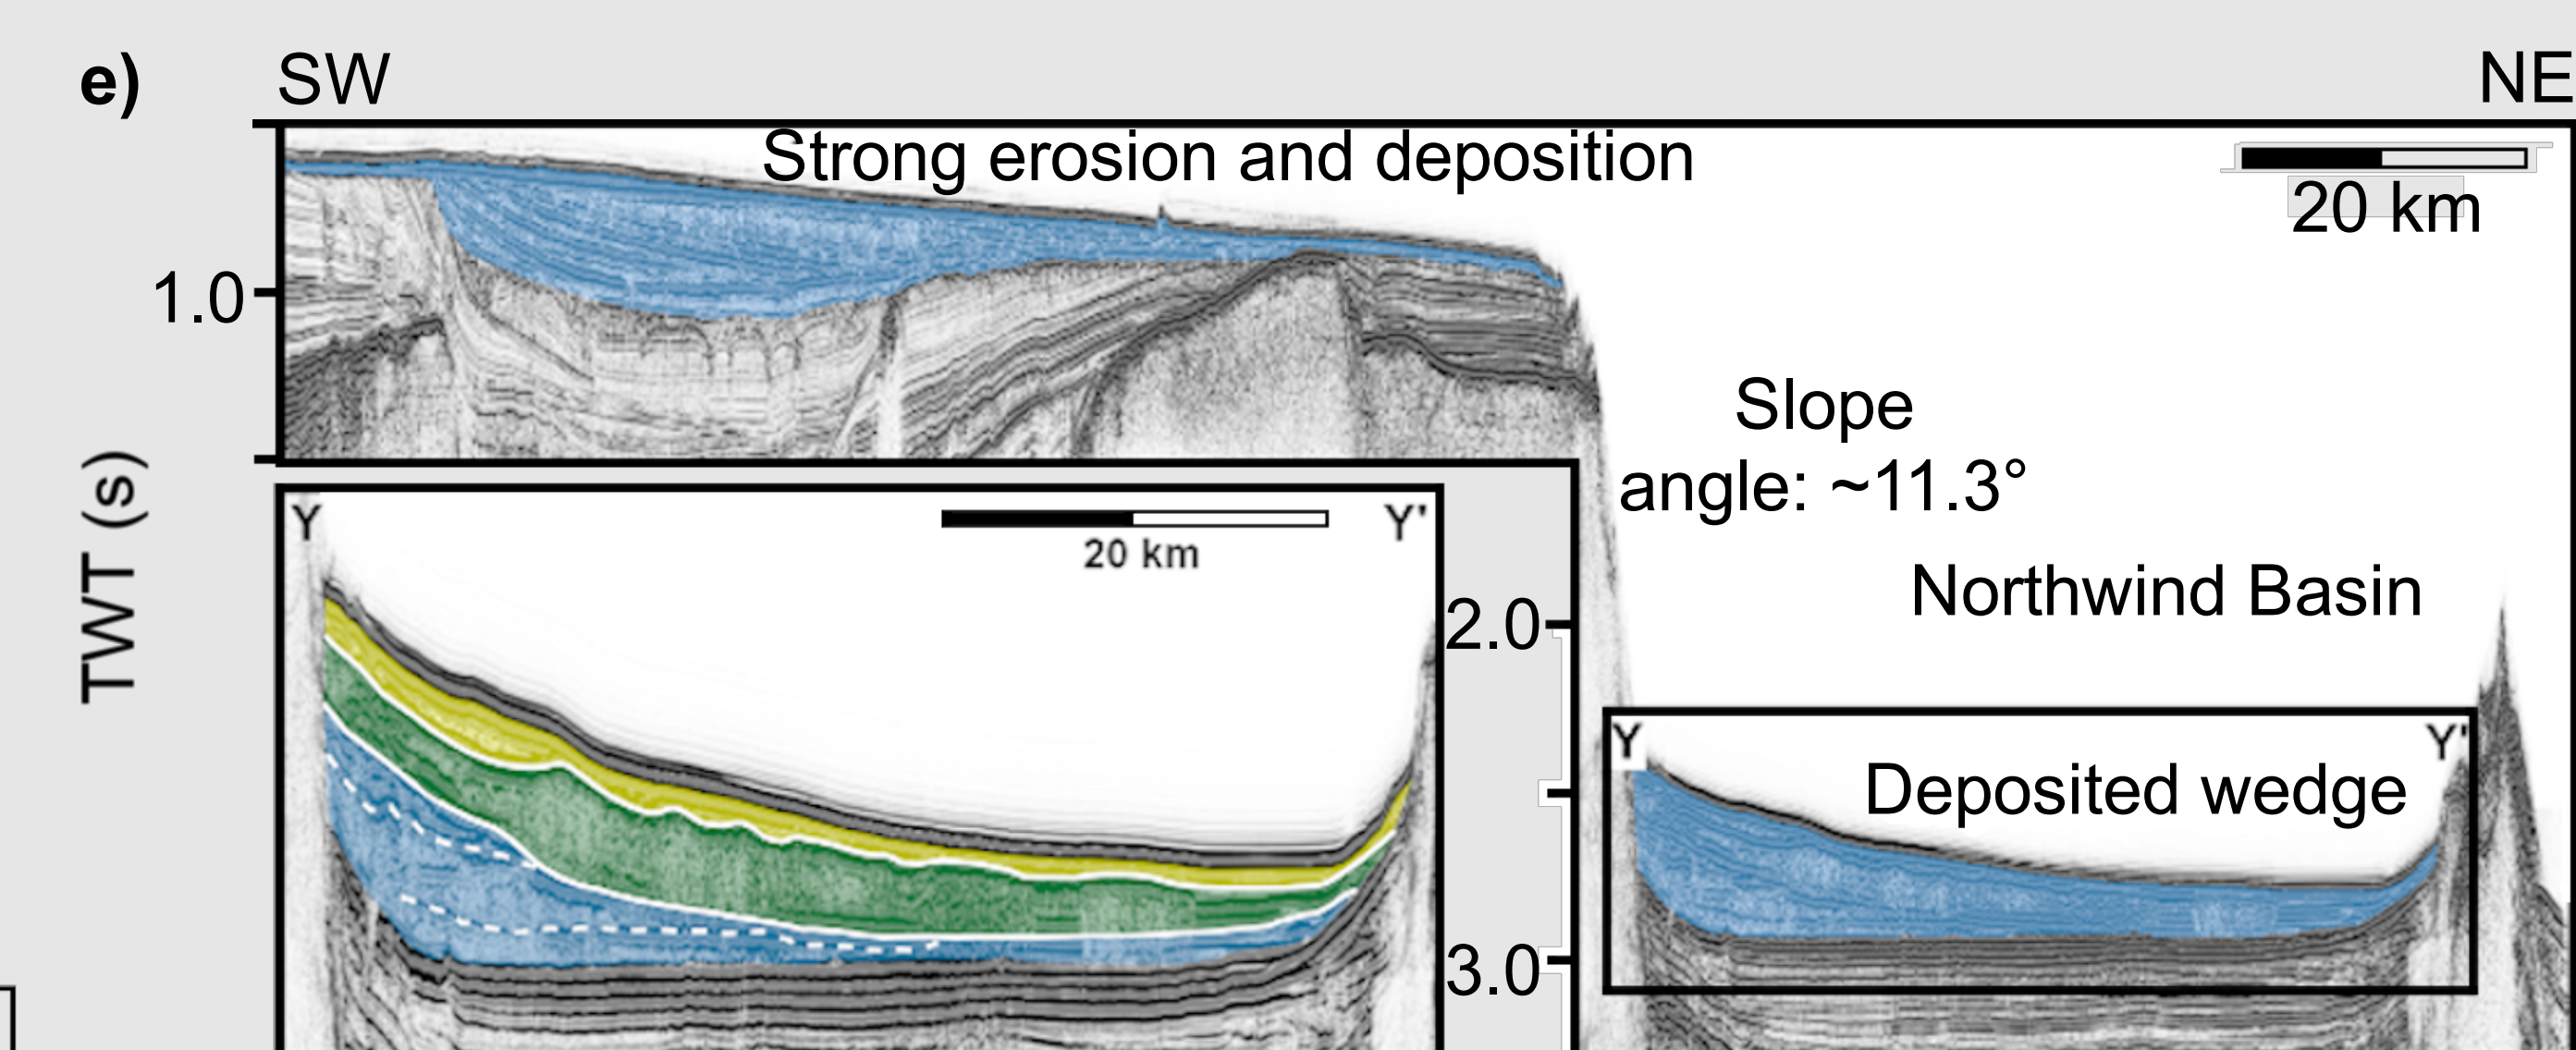 e)
SW
NE
Strong erosion and deposition
20 km
1.0
Slope
angle: ~11.3°
TWT (s)
Y
Y'
20 km
2.0
Northwind Basin
Y
Y'
Deposited wedge
3.0